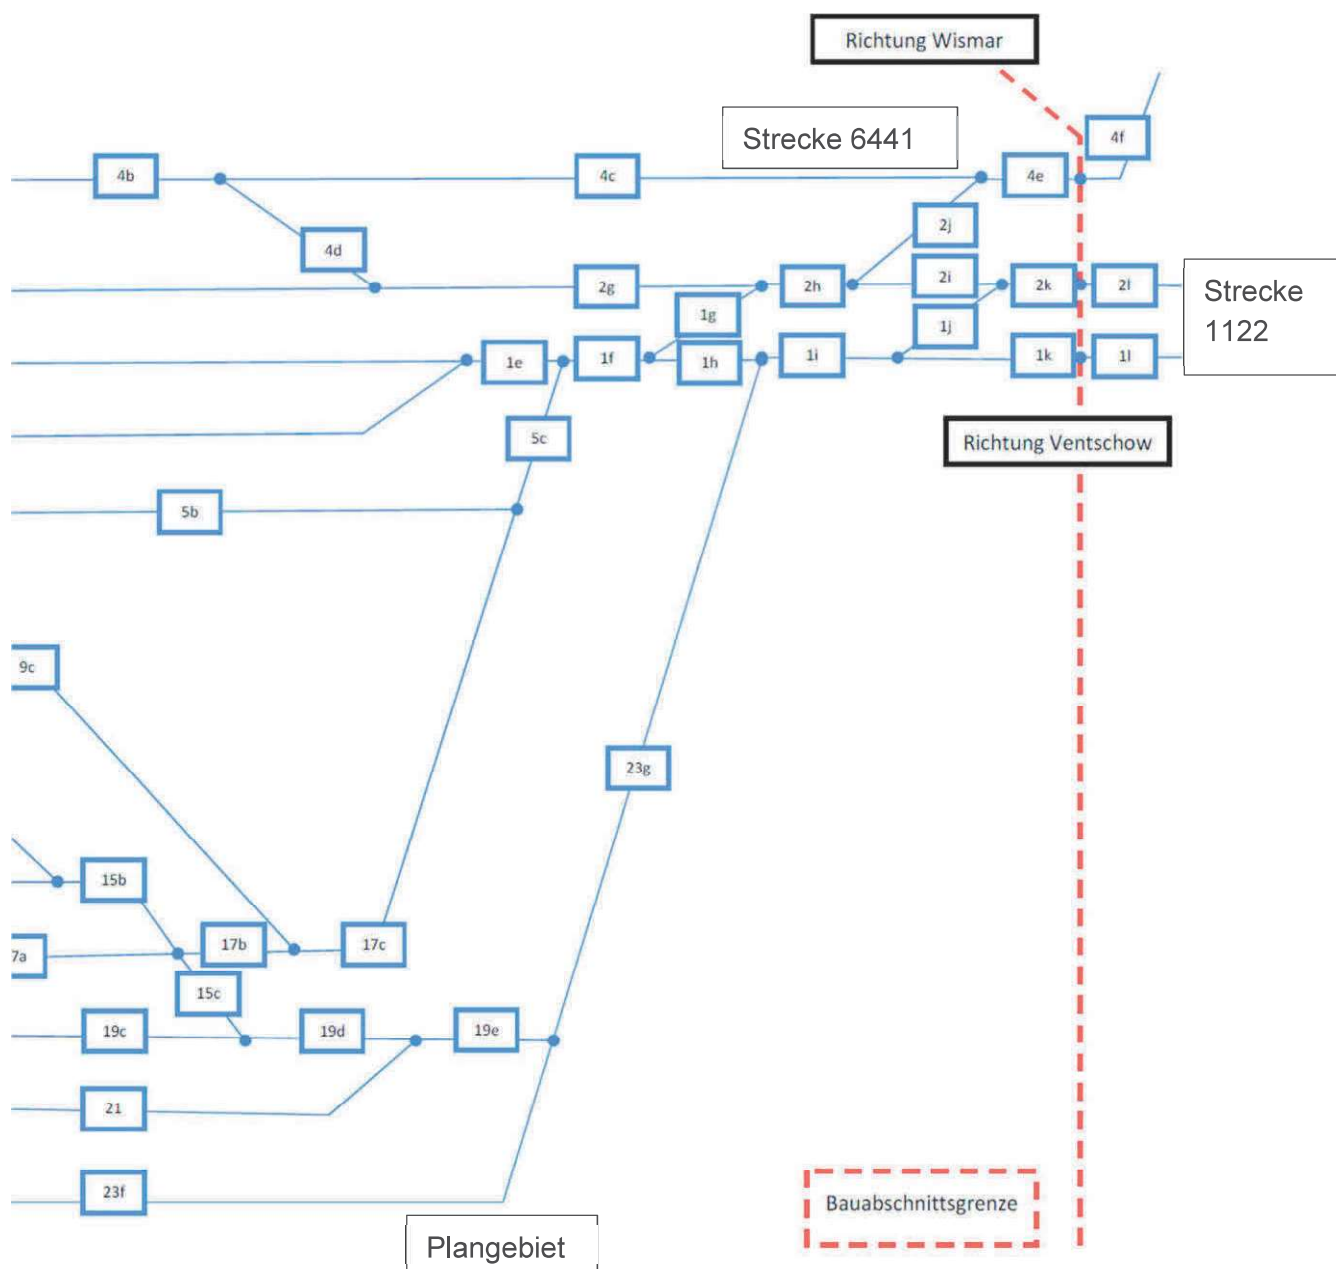 Richtung Wismar
Strecke 6441
4f
4b
4c
4e
2j
4d
2g
2h
2i
2k
2l
Strecke
1122
1g
1j
1e
1f
1h
1i
1k
1l
5c
Richtung Ventschow
5b
9c
23g
15b
17b
17c
7a
15c
19c
19d
19e
21
23f
Bauabschnittsgrenze
Plangebiet